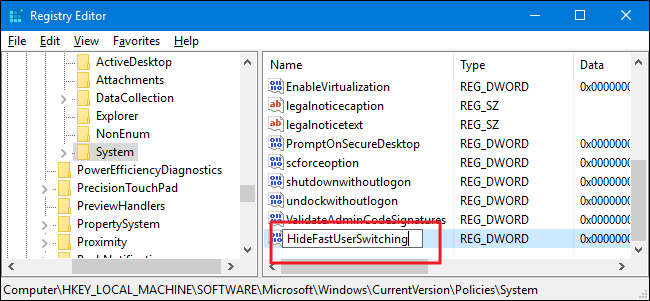 Registry Editor
File Edit View Favorites Help
ActiveDesktop
Attachments
DataCollection
Explorer
NonEnum
System
PowerEfficiencyDiagnostics
PrecisionTouchPad
PreviewHandlers
PropertySystem
Proximity
Name Type Data
EnableVirtualization REG_DWORD 0x0000000
legalnoticecaption REG_SZ
legalnoticetext REG_SZ
PromptOnSecureDesktop REG_DWORD 0x0000000
scforceoption REG_DWORD 0x0000000
shutdownwithoutlogon REG_DWORD 0x0000000
undockwithoutlogon REG_DWORD 0x0000000
ValidateAdminCodeSignatures REG_DWORD 0x0000000
HideFastUserSwitching REG_DWORD 0x0000000
Computer\HKEY_LOCAL_MACHINE\SOFTWARE\Microsoft\Windows\CurrentVersion\Policies\System